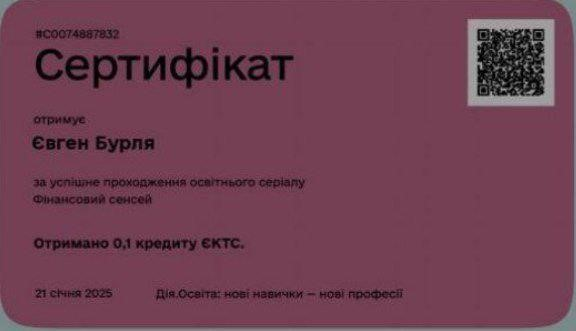 #C0074887832
Сертифікат
отримує
Євген Бурля
за успішне проходження освітнього серіалу
Фінансовий сенсей
Отримано 0,1 кредиту ЄКТС.
21 січня 2025
Дія.Освіта: нові навички — нові професії